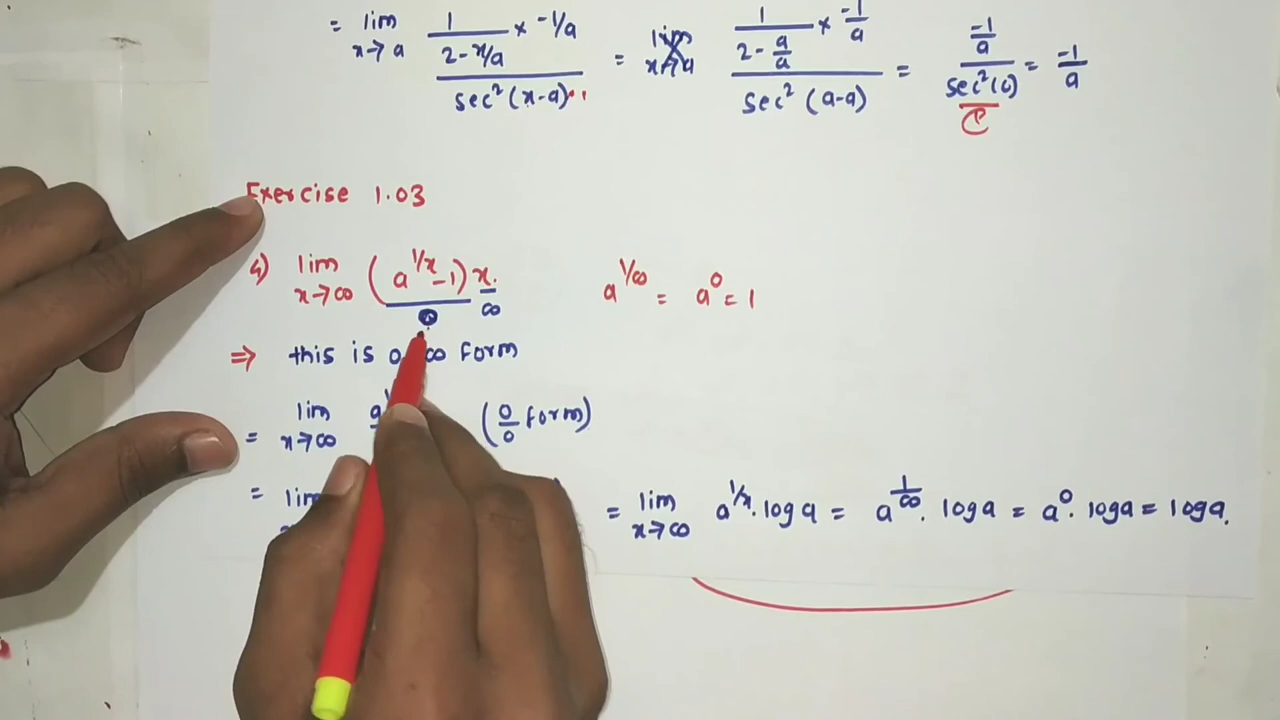 = lim x→a (1/(2-x/a) × -1/a)/(sec²(x-a)) = lim x→a (1/(2-a/a) × -1/a)/(sec²(a-a)) = (-1/a)/(sec²(0)) = -1/a
Exercise 1.03
4) lim x→∞ (a^1/x -1) x. a^1/∞ = a^0 = 1
0 ∞
⇒ this is 0 ∞ form
= lim x→∞ (0/0 form)
= lim = lim x→∞ a^1/x. log a = a^1/∞. log a = a^0. log a = log a.